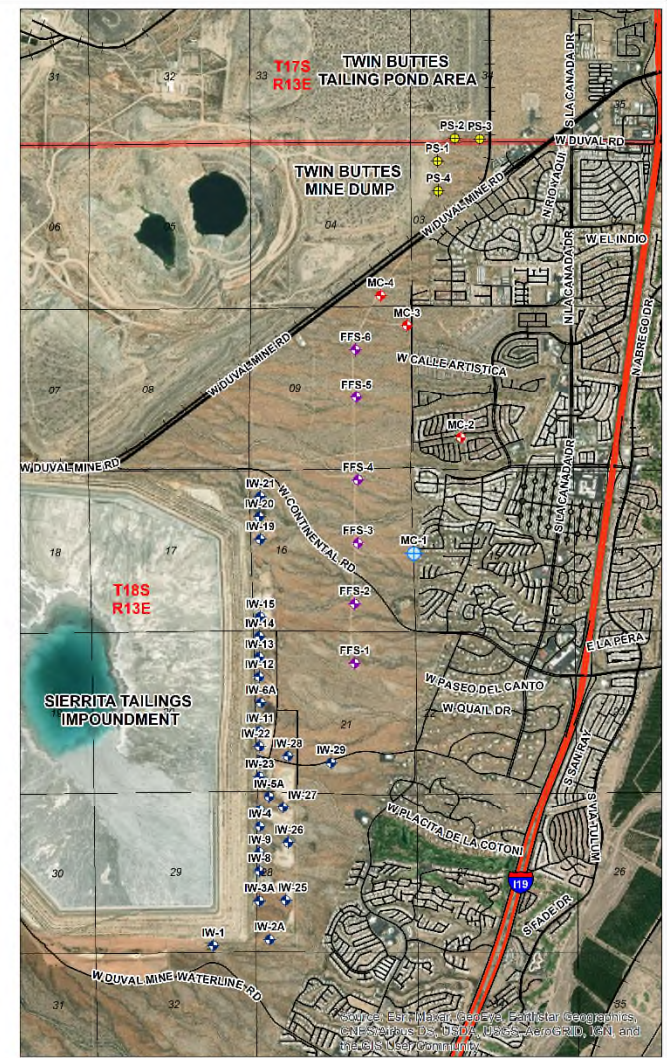 31
32
33
T17S
R13E
TWIN BUTTES
TAILING POND AREA
34
S LA CANADA DR
35
PS-2
PS-3
W DUVAL RD
PS-1
TWIN BUTTES
MINE DUMP
PS-4
N RIO YAQUI
W DUVAL MINE RD
06
05
04
03
W EL INDIO
N LA CANADA DR
N ABREGO DR
MC-4
MC-3
FFS-6
W CALLE ARTISTICA
W DUVAL MINE RD
07
08
09
FFS-5
MC-2
W DUVAL MINE RD
FFS-4
S LA CANADA DR
IW-21
IW-20
IW-19
W CONTINENTAL RD
18
17
16
FFS-3
MC-1
T18S
R13E
FFS-2
IW-15
IW-14
IW-13
IW-12
FFS-1
E LA PERA
W PASEO DEL CANTO
SIERRITA TAILINGS
IMPOUNDMENT
IW-6A
W QUAIL DR
IW-11
21
22
23
IW-22
IW-28
IW-29
S SAN RAY
IW-23
IW-5A
IW-27
S VIA TULUM
IW-4
W PLACITA DE LA COTONI
IW-26
IW-9
IW-8
30
29
28
26
I19
IW-3A
IW-25
S FADE DR
IW-1
IW-2A
W DUVAL MINE WATERLINE RD
31
32
33
35
Source: Esri, Maxar, GeoEye, Earthstar Geographics,
CNES/Airbus DS, USDA, USGS, AeroGRID, IGN, and
the GIS User Community